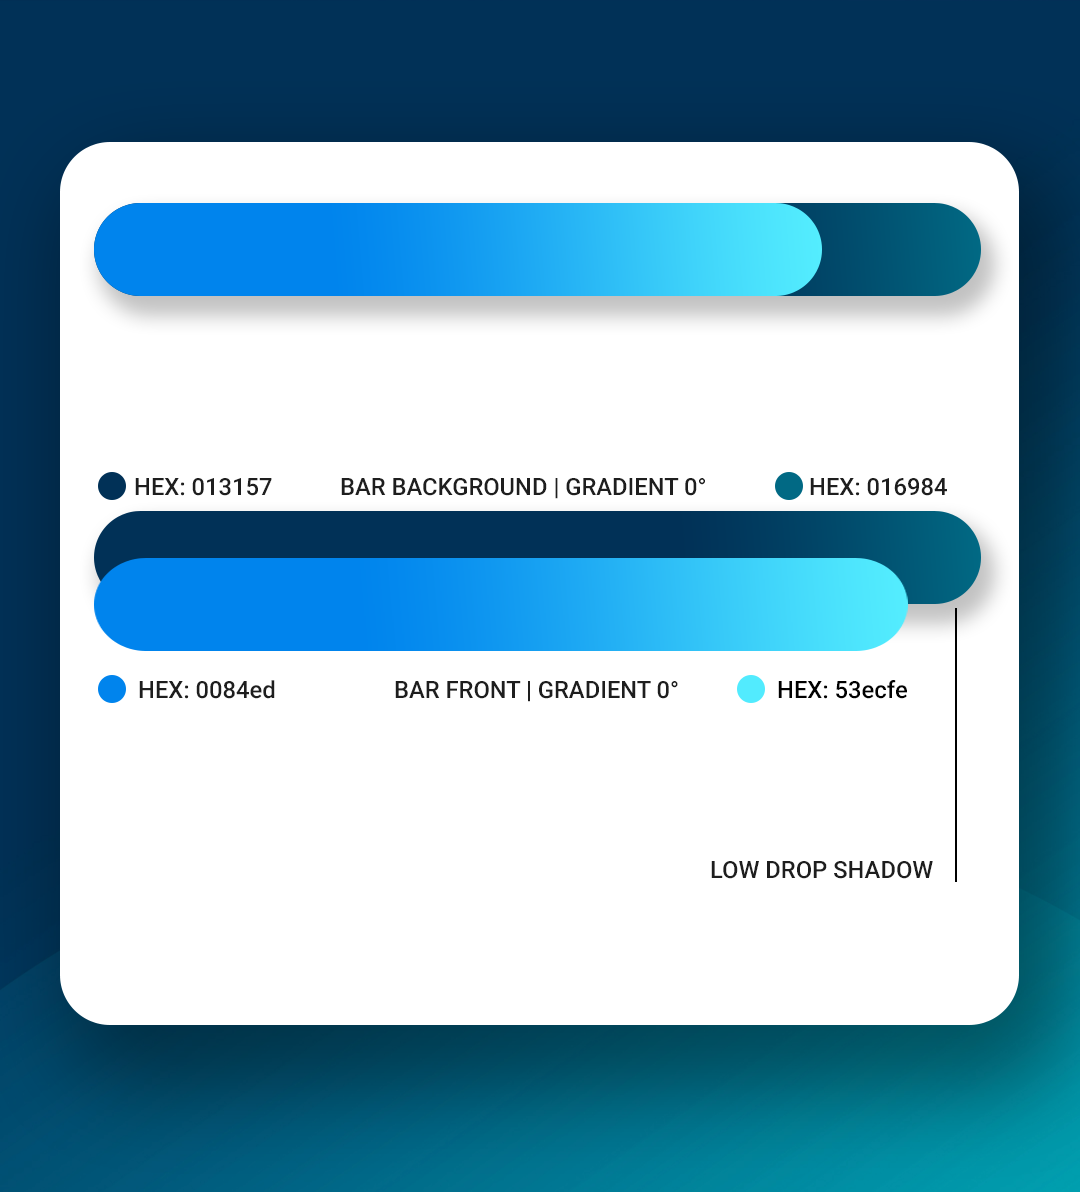 HEX: 013157 BAR BACKGROUND | GRADIENT 0° HEX: 016984
HEX: 0084ed BAR FRONT | GRADIENT 0° HEX: 53ecfe
LOW DROP SHADOW